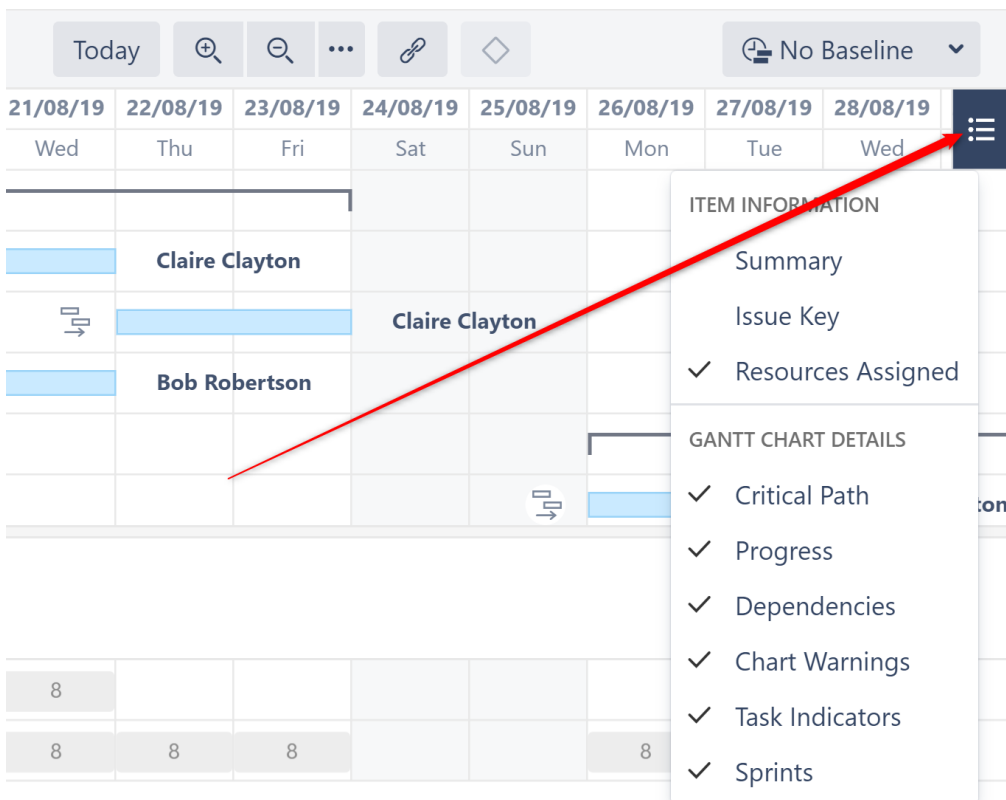 Today
No Baseline
21/08/19 22/08/19 23/08/19 24/08/19 25/08/19 26/08/19 27/08/19 28/08/19
Wed Thu Fri Sat Sun Mon Tue Wed
ITEM INFORMATION
Claire Clayton
Summary
Issue Key
Claire Clayton
Resources Assigned
Bob Robertson
GANTT CHART DETAILS
Critical Path
ton
Progress
Dependencies
Chart Warnings
8
Task Indicators
8 8 8 8
Sprints